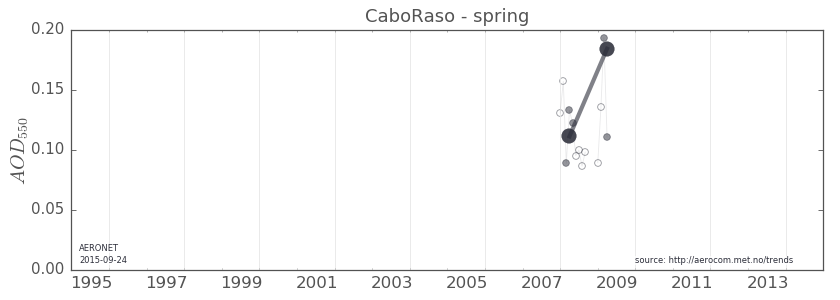 CaboRaso - spring
0.20
0.15
0.10
0.05
0.00
AOD550
AERONET
2015-09-24
source: http://aerocom.met.no/trends
1995 1997 1999 2001 2003 2005 2007 2009 2011 2013